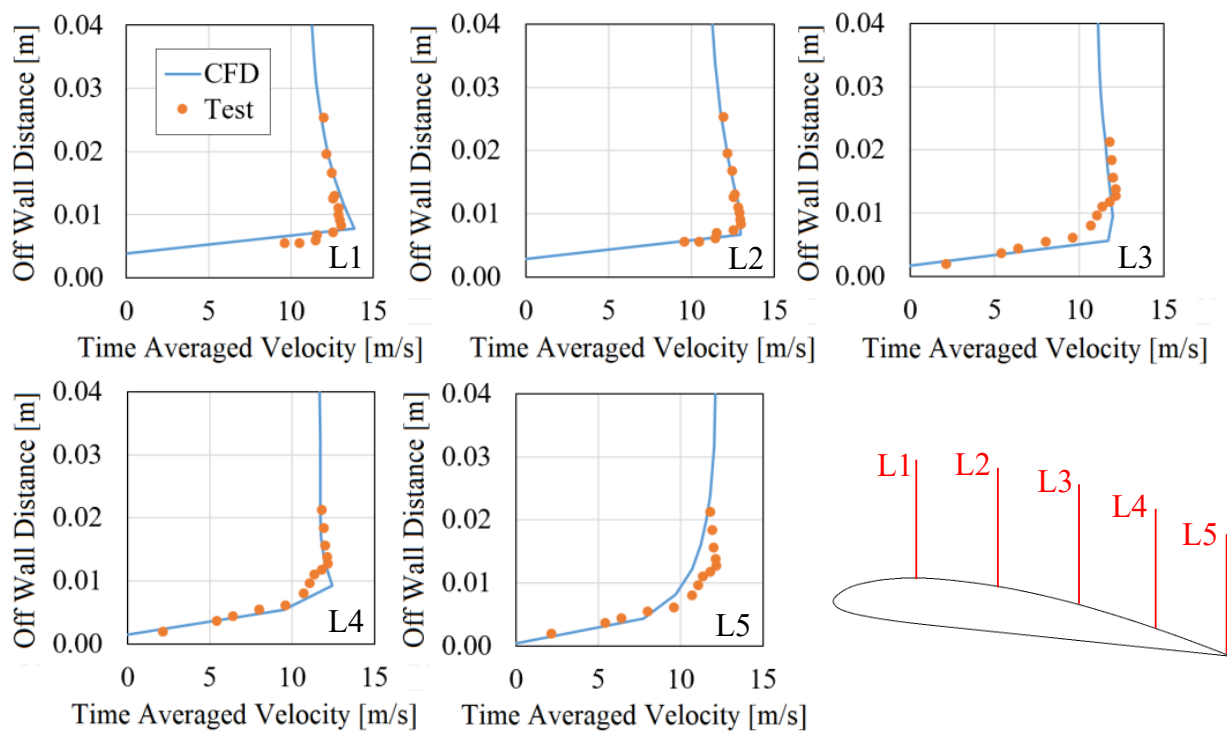 Off Wall Distance [m]
0.04
0.03
0.02
0.01
0.00
CFD
Test
L1
0 5 10 15
Time Averaged Velocity [m/s]
Off Wall Distance [m]
0.04
0.03
0.02
0.01
0.00
L2
0 5 10 15
Time Averaged Velocity [m/s]
Off Wall Distance [m]
0.04
0.03
0.02
0.01
0.00
L3
0 5 10 15
Time Averaged Velocity [m/s]
Off Wall Distance [m]
0.04
0.03
0.02
0.01
0.00
L4
0 5 10 15
Time Averaged Velocity [m/s]
Off Wall Distance [m]
0.04
0.03
0.02
0.01
0.00
L5
0 5 10 15
Time Averaged Velocity [m/s]
L1
L2
L3
L4
L5